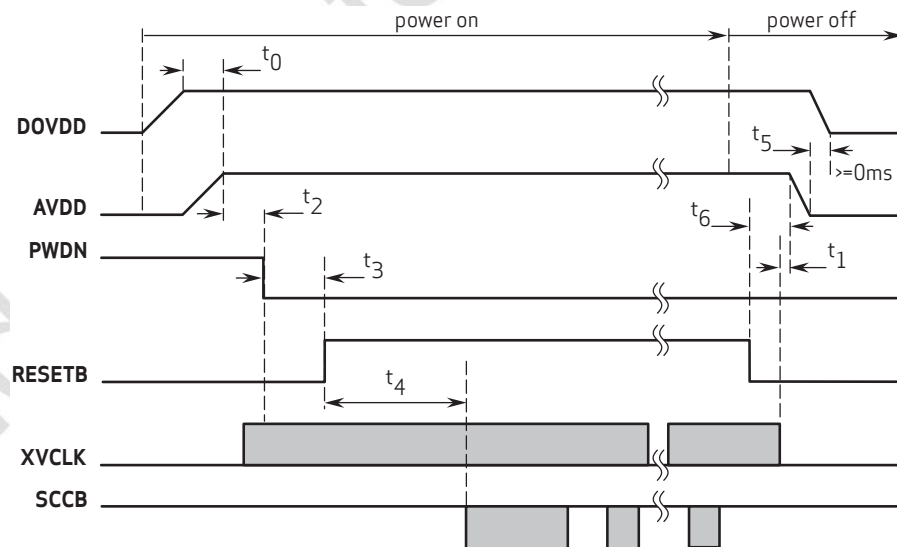 power on
power off
t0
DOVDD
t5
>=0ms
AVDD
t2
t6
PWDN
t3
t1
RESETB
t4
XVCLK
SCCB